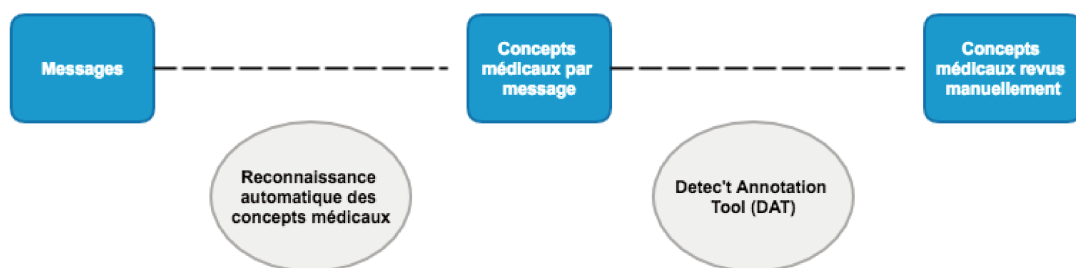 Messages
Concepts
médicaux par
message
Concepts
médicaux revus
manuellement
Reconnaissance
automatique des
concepts médicaux
Detec't Annotation
Tool (DAT)